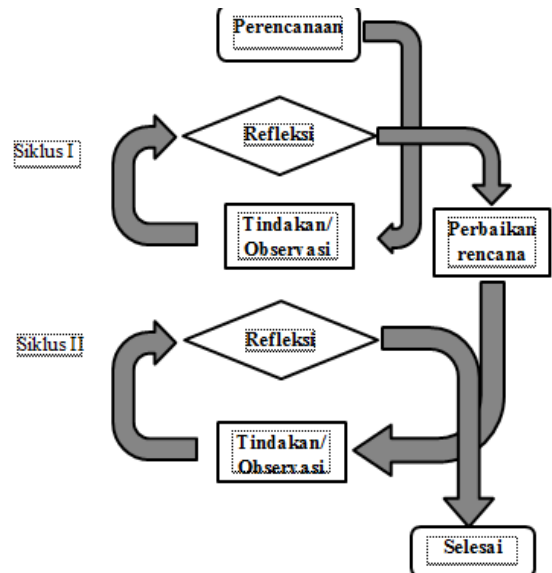 Perencanaan
Refleksi
Siklus I
Tindakan/
Observasi
Perbaikan
rencana
Refleksi
Siklus II
Tindakan/
Observasi
Selesai